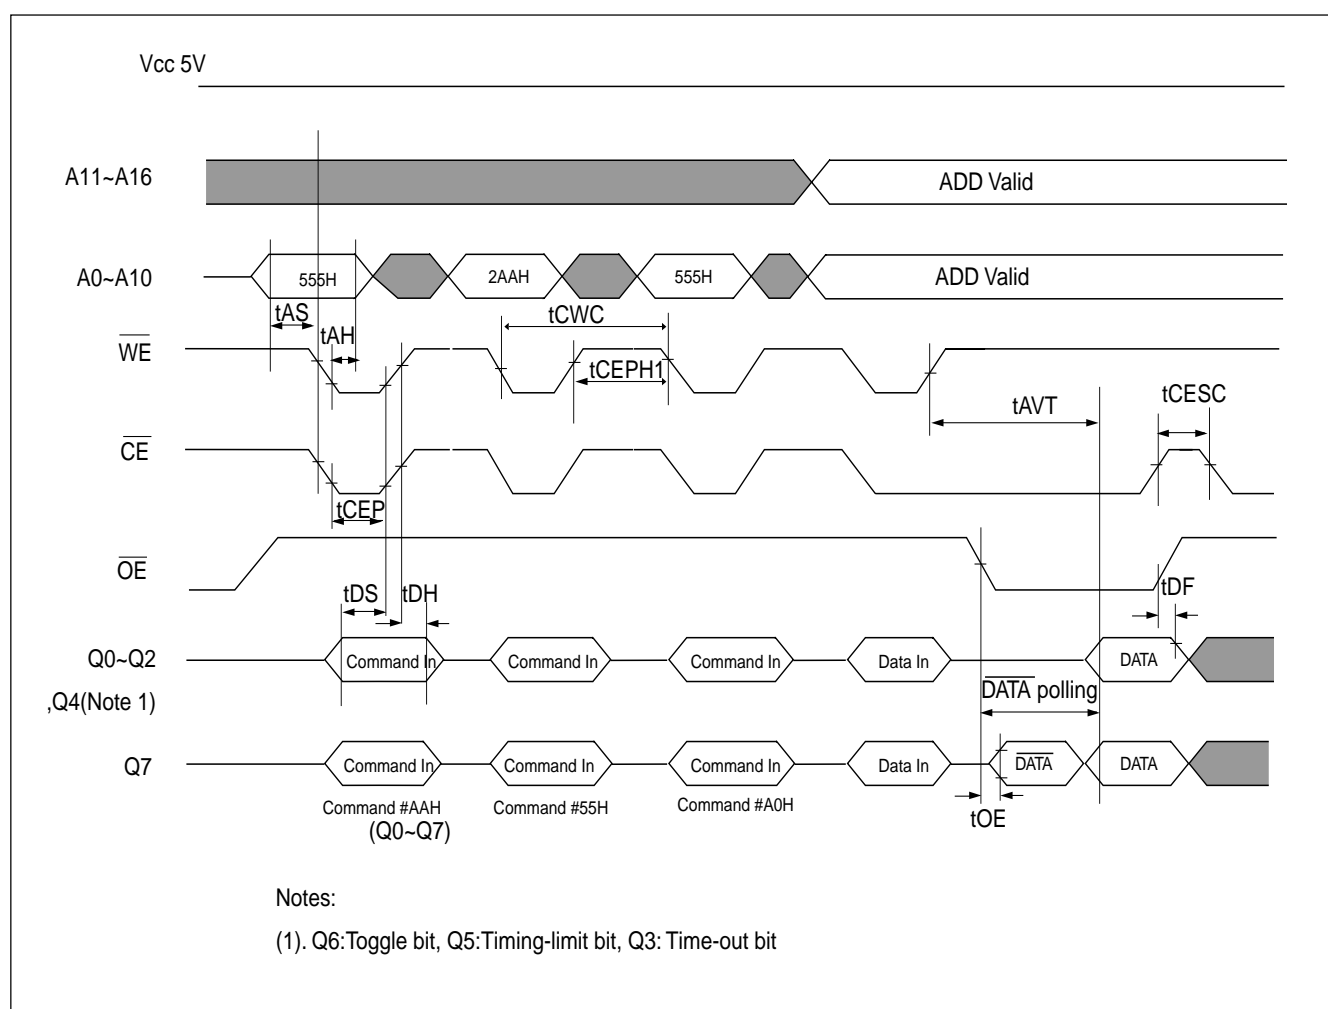 Vcc 5V
A11~A16
ADD Valid
A0~A10
555H
2AAH
555H
ADD Valid
tAS
tAH
tCWC
WE
tCEPH1
tAVT
tCESC
CE
tCEP
OE
tDS
tDH
tDF
Q0~Q2
Command In
Command In
Command In
Data In
DATA
,Q4(Note 1)
DATA polling
Q7
Command In
Command In
Command In
Data In
DATA
DATA
Command #AAH
Command #55H
Command #A0H
(Q0~Q7)
tOE
Notes:
(1). Q6:Toggle bit, Q5:Timing-limit bit, Q3: Time-out bit